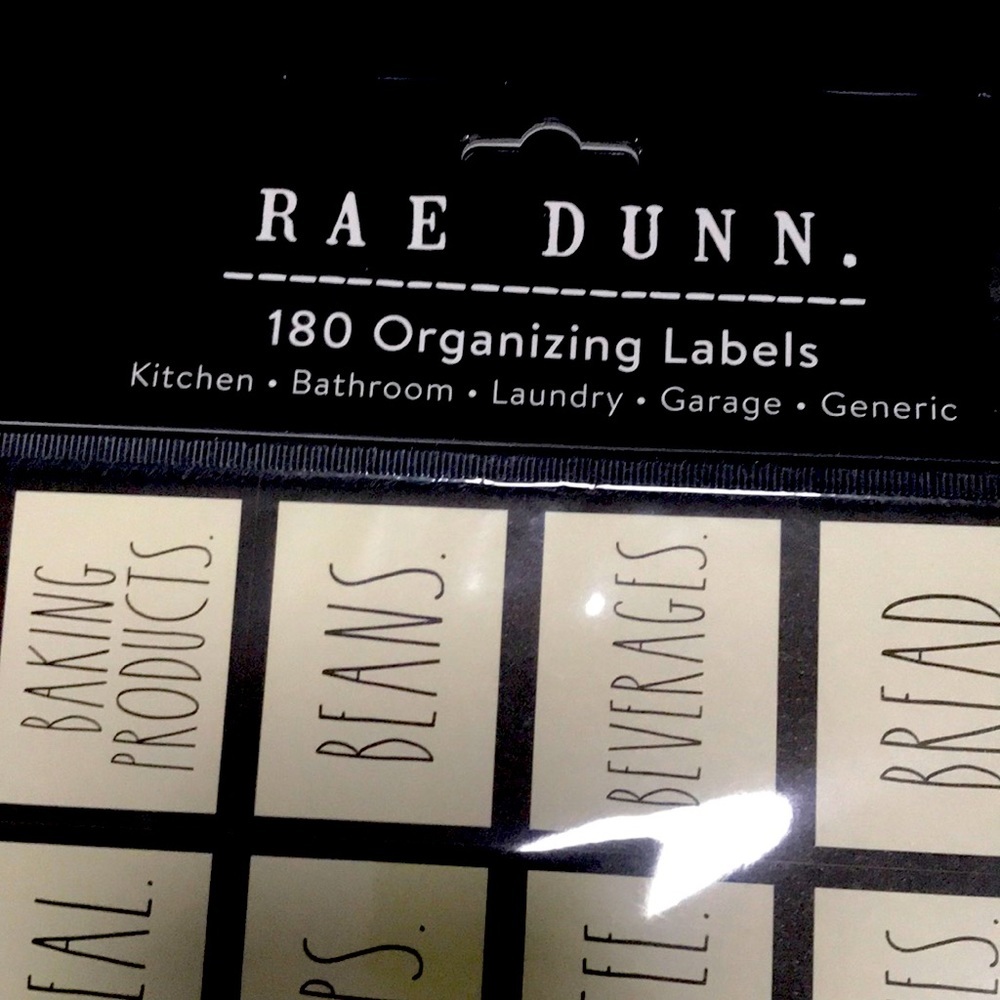 RAE DUNN.
180 Organizing Labels
Kitchen • Bathroom • Laundry • Garage • Generic
BAKING
PRODUCTS.
BEANS.
BEVERAGES.
BREAD